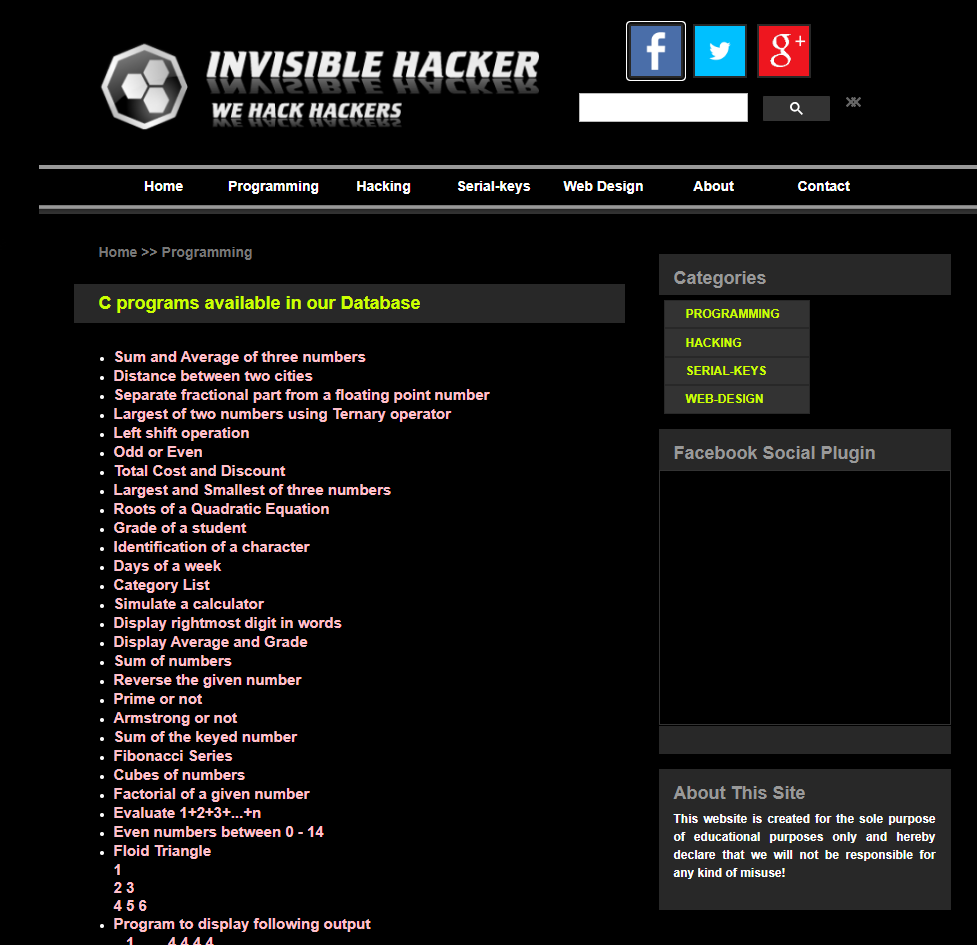 INVISIBLE HACKER
WE HACK HACKERS
f
g+
Home Programming Hacking Serial-keys Web Design About Contact
Home >> Programming
C programs available in our Database
Sum and Average of three numbers
Distance between two cities
Separate fractional part from a floating point number
Largest of two numbers using Ternary operator
Left shift operation
Odd or Even
Total Cost and Discount
Largest and Smallest of three numbers
Roots of a Quadratic Equation
Grade of a student
Identification of a character
Days of a week
Category List
Simulate a calculator
Display rightmost digit in words
Display Average and Grade
Sum of numbers
Reverse the given number
Prime or not
Armstrong or not
Sum of the keyed number
Fibonacci Series
Cubes of numbers
Factorial of a given number
Evaluate 1+2+3+...+n
Even numbers between 0 - 14
Floid Triangle
1
2 3
4 5 6
Program to display following output
1 4 4 4 4
Categories
PROGRAMMING
HACKING
SERIAL-KEYS
WEB-DESIGN
Facebook Social Plugin
About This Site
This website is created for the sole purpose
of educational purposes only and hereby
declare that we will not be responsible for
any kind of misuse!